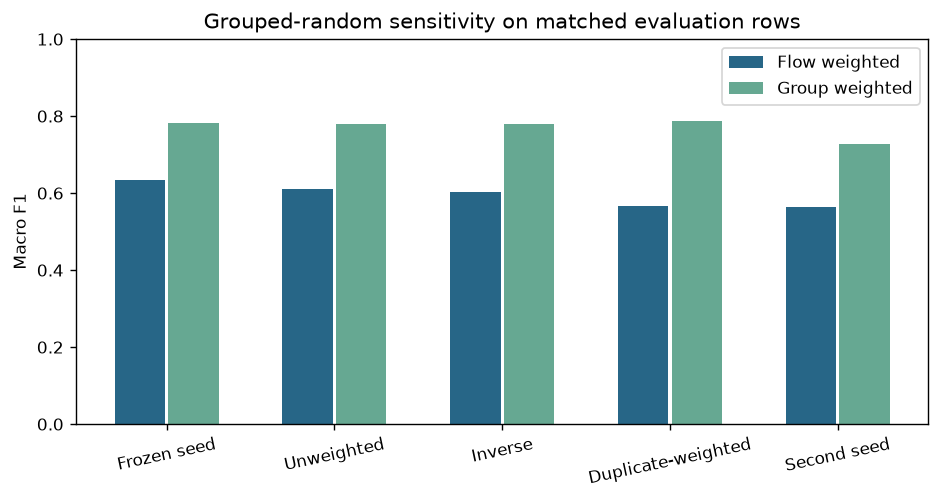 Grouped-random sensitivity on matched evaluation rows
Flow weighted
Group weighted
Macro F1
1.0
0.8
0.6
0.4
0.2
0.0
Frozen seed
Unweighted
Inverse
Duplicate-weighted
Second seed